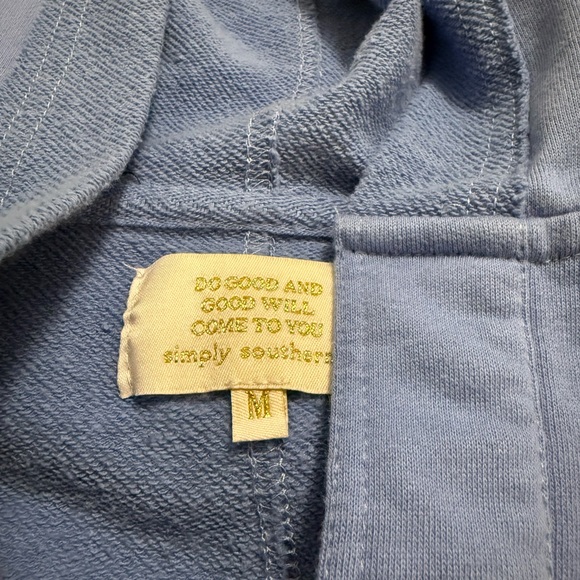 DO GOOD AND
GOOD WILL
COME TO YOU
simply southern
M